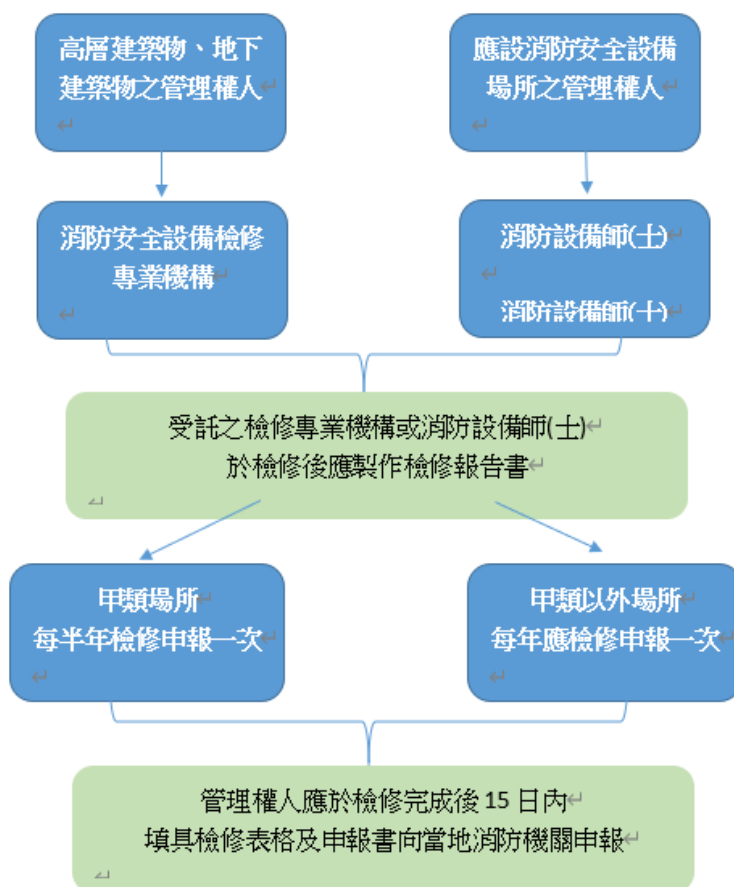 高層建築物、地下
建築物之管理權人
應設消防安全設備
場所之管理權人
消防安全設備檢修
專業機構
消防設備師(士)
消防設備師(士)
受託之檢修專業機構或消防設備師(士)
於檢修後應製作檢修報告書
甲類場所
每半年檢修申報一次
甲類以外場所
每年應檢修申報一次
管理權人應於檢修完成後 15 日內
填具檢修表格及申報書向當地消防機關申報